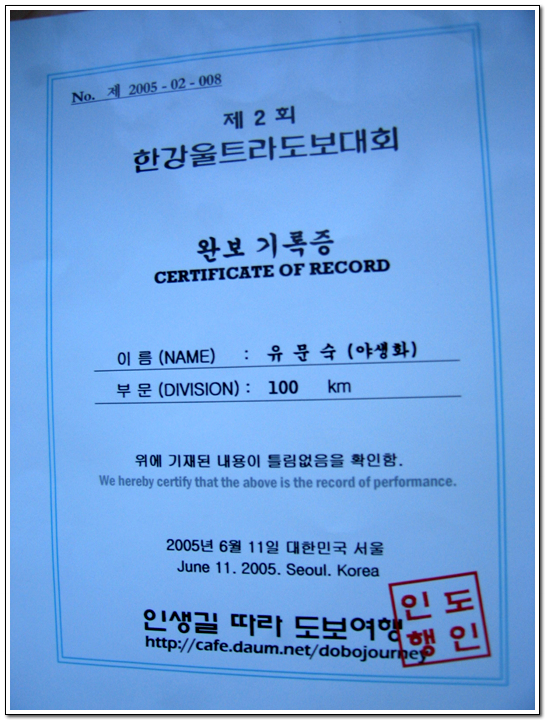 No. 제 2005 - 02 - 008
제 2 회
한강울트라도보대회
완보 기록증
CERTIFICATE OF RECORD
이 름 (NAME) : 유 문 숙 (야생화)
부 문 (DIVISION) : 100 km
위에 기재된 내용이 틀림없음을 확인함.
We hereby certify that the above is the record of performance.
2005년 6월 11일 대한민국 서울
June 11. 2005. Seoul. Korea
인생길 따라 도보여행
http://cafe.daum.net/dobojourney
인 도
행 인